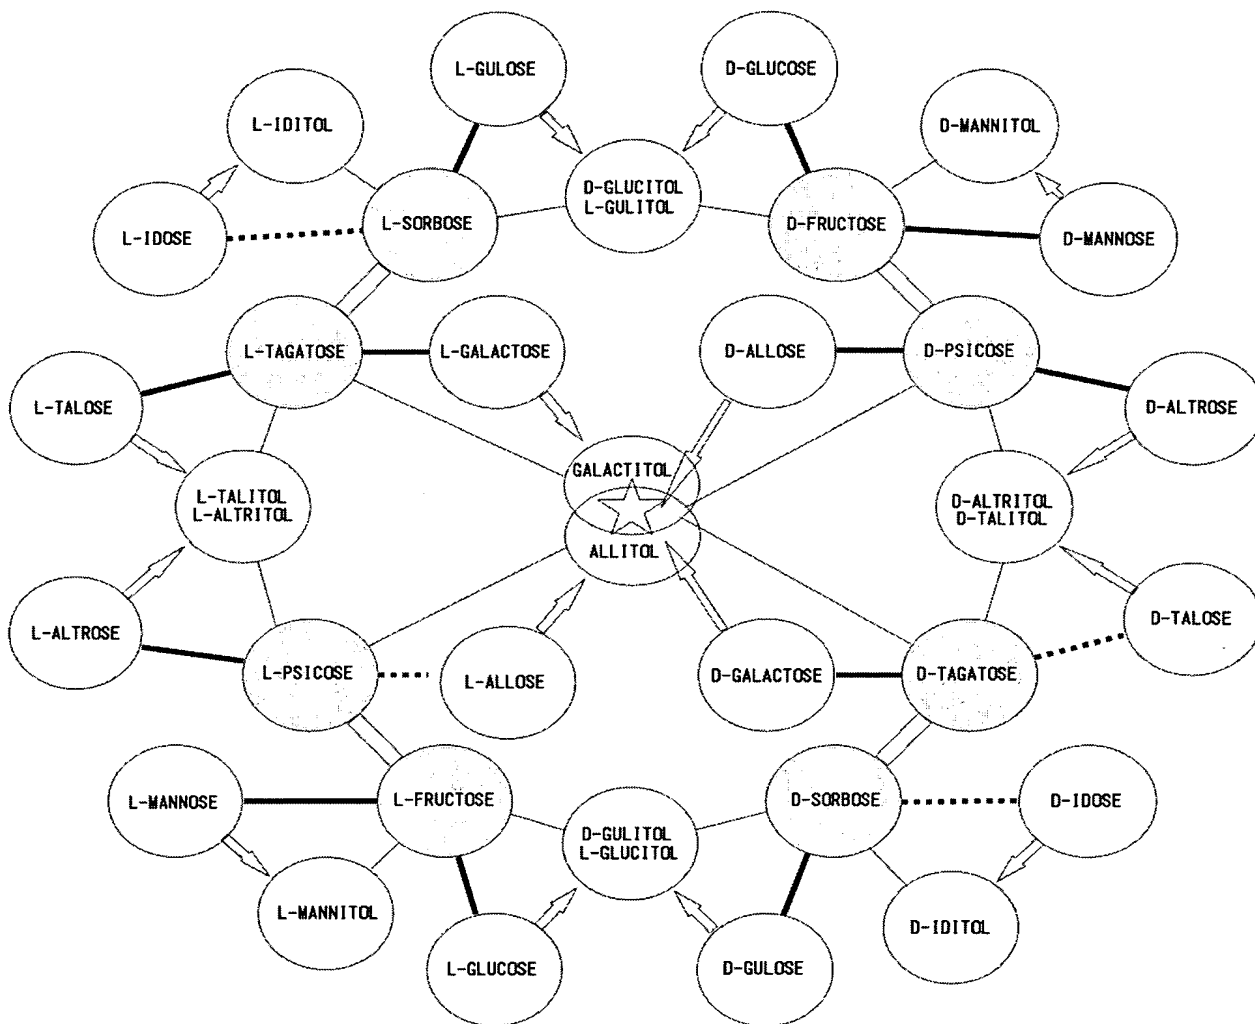 L-GULOSE
D-GLUCOSE
L-IDITOL
D-MANNITOL
D-GLUCITOL
L-GULITOL
L-SORBOSE
D-FRUCTOSE
L-IDOSE
D-MANNOSE
L-TAGATOSE
L-GALACTOSE
D-ALLOSE
D-PSICOSE
L-TALOSE
D-ALTROSE
GALACTITOL
L-TALITOL
L-ALTRITOL
D-ALTRITOL
D-TALITOL
ALLITOL
L-ALTROSE
D-TALOSE
L-PSICOSE
L-ALLOSE
D-GALACTOSE
D-TAGATOSE
L-MANNOSE
L-FRUCTOSE
D-SORBOSE
D-IDOSE
D-GULITOL
L-GLUCITOL
L-MANNITOL
D-IDITOL
L-GLUCOSE
D-GULOSE